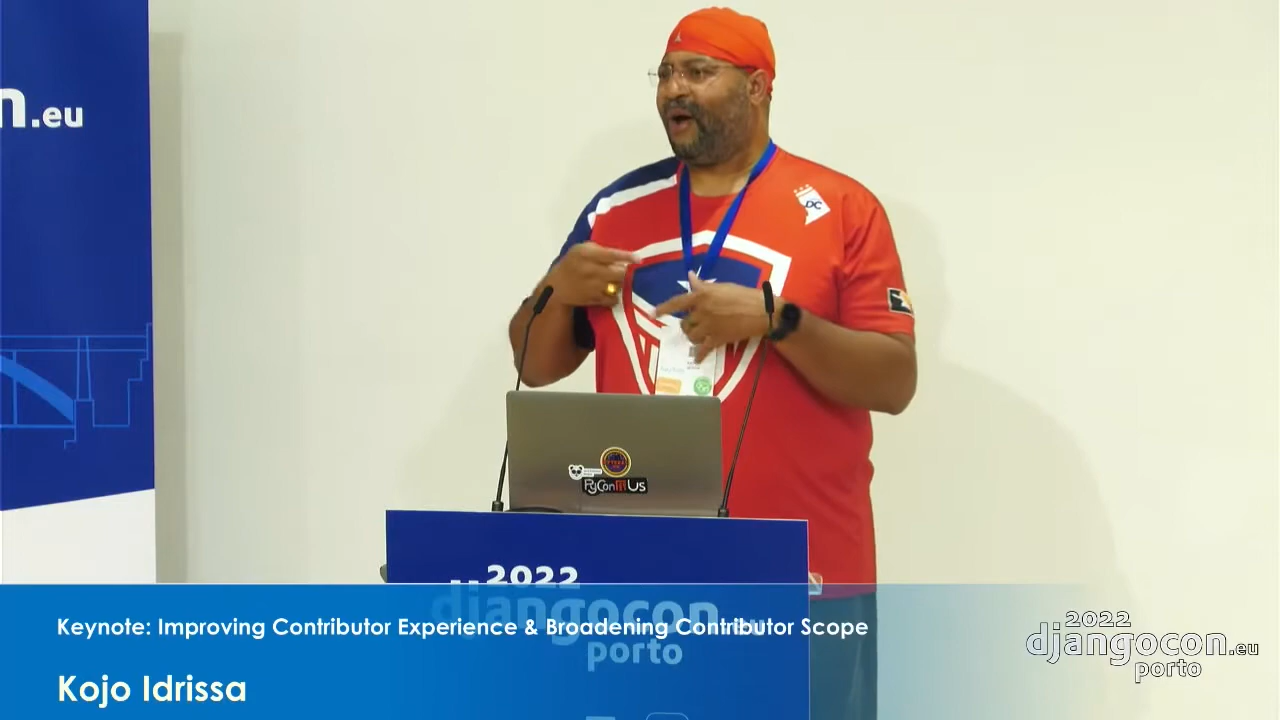 n.eu
DC
PyCon US
2022
djangocon.eu
porto
Keynote: Improving Contributor Experience & Broadening Contributor Scope
Kojo Idrissa
2022
djangocon.eu
porto